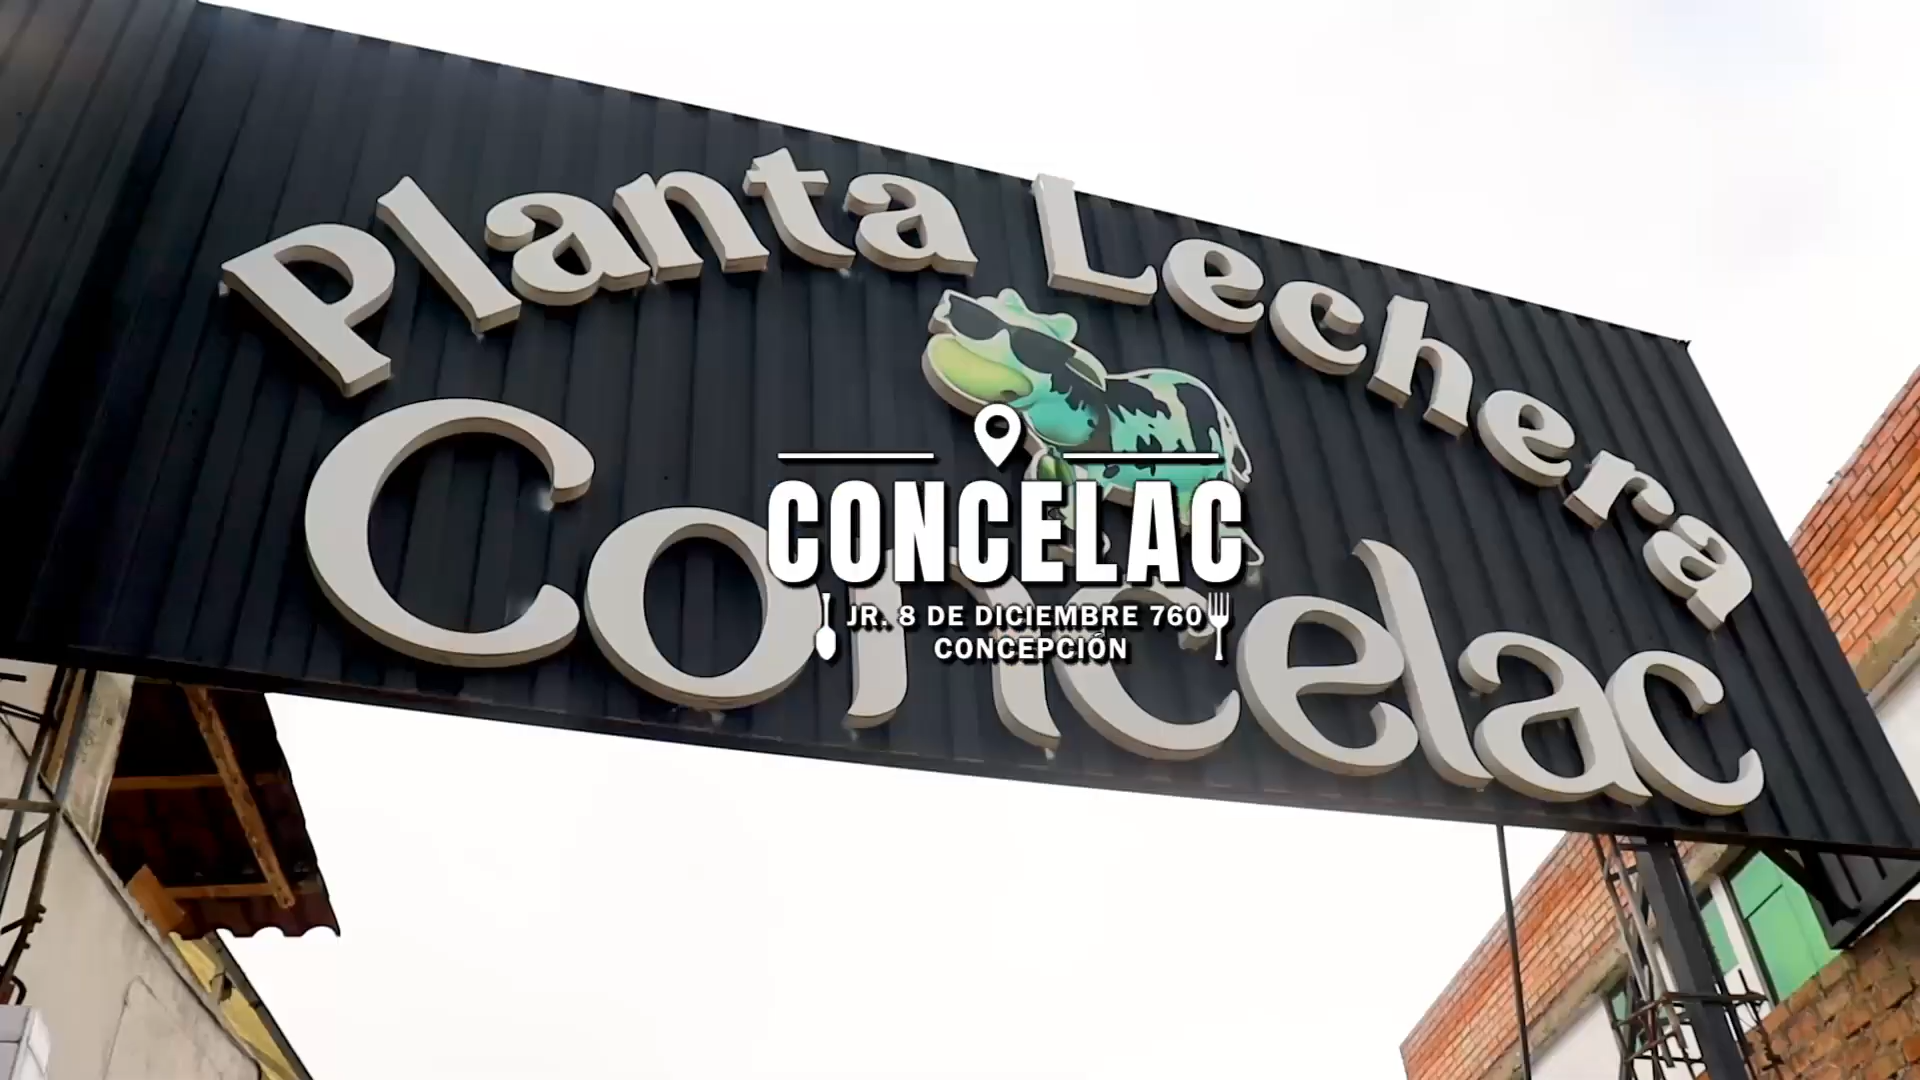 Planta Lechera
Concelac
CONCELAC
JR. 8 DE DICIEMBRE 760
CONCEPCIÓN